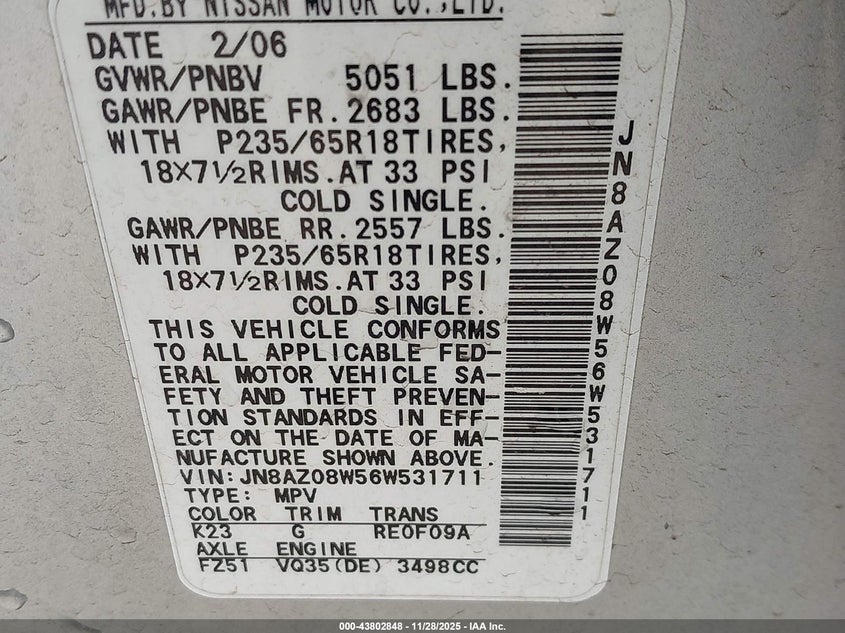 MFD.BY NISSAN MOTOR CO.,LTD.
DATE 2/06
GVWR/PNBV 5051 LBS.
GAWR/PNBE FR.2683 LBS.
WITH P235/65R18TIRES,
18X7 1/2RIMS.AT 33 PSI
COLD SINGLE.
GAWR/PNBE RR.2557 LBS.
WITH P235/65R18TIRES,
18X7 1/2RIMS.AT 33 PSI
COLD SINGLE.
THIS VEHICLE CONFORMS
TO ALL APPLICABLE FED-
ERAL MOTOR VEHICLE SA-
FETY AND THEFT PREVEN-
TION STANDARDS IN EFF-
ECT ON THE DATE OF MA-
NUFACTURE SHOWN ABOVE.
VIN:JN8AZ08W56W531711
TYPE: MPV
COLOR TRIM TRANS
K23 G RE0F09A
AXLE ENGINE
FZ51 VQ35(DE) 3498CC
JN8AZ08W56W531711
000-43802848 - 11/28/2025 - IAA Inc.